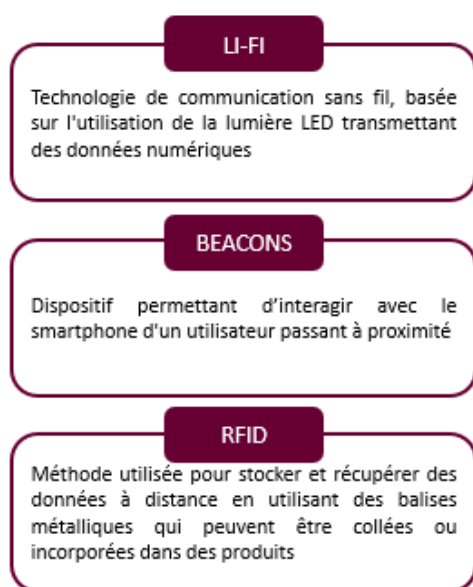 LI-FI
Technologie de communication sans fil, basée
sur l'utilisation de la lumière LED transmettant
des données numériques
BEACONS
Dispositif permettant d’interagir avec le
smartphone d'un utilisateur passant à proximité
RFID
Méthode utilisée pour stocker et récupérer des
données à distance en utilisant des balises
métalliques qui peuvent être collées ou
incorporées dans des produits